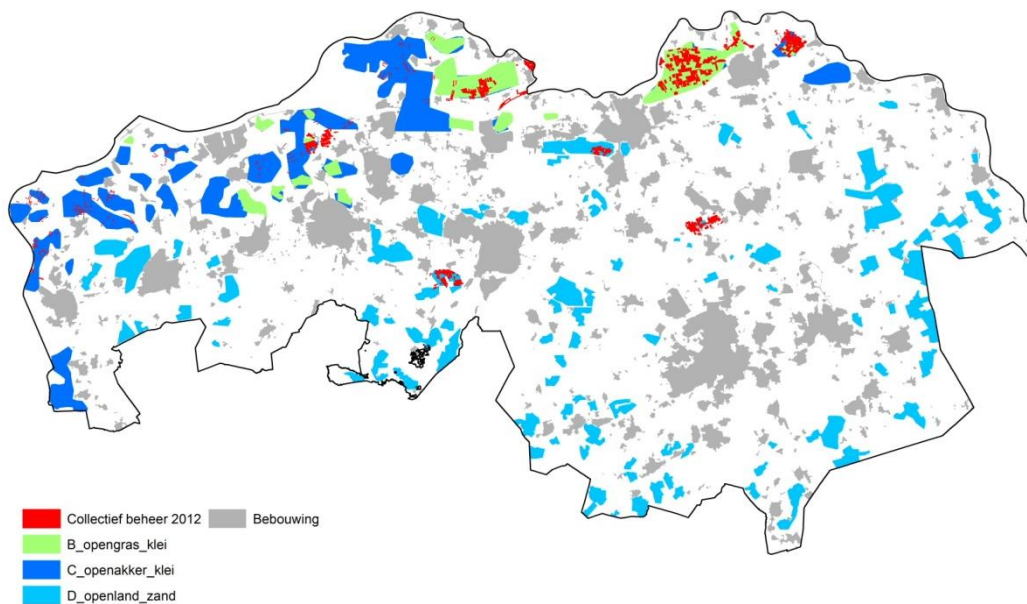 Collectief beheer 2012 Bebouwing
B_opengras_klei
C_openakker_klei
D_openland_zand